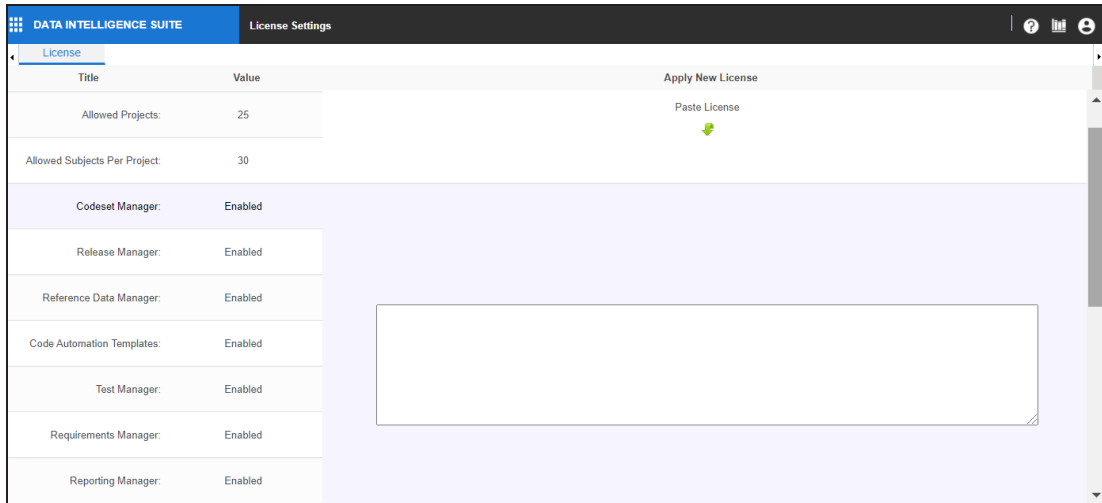 DATA INTELLIGENCE SUITE License Settings
License
Title Value Apply New License
Allowed Projects: 25 Paste License
Allowed Subjects Per Project: 30
Codeset Manager: Enabled
Release Manager: Enabled
Reference Data Manager: Enabled
Code Automation Templates: Enabled
Test Manager: Enabled
Requirements Manager: Enabled
Reporting Manager: Enabled